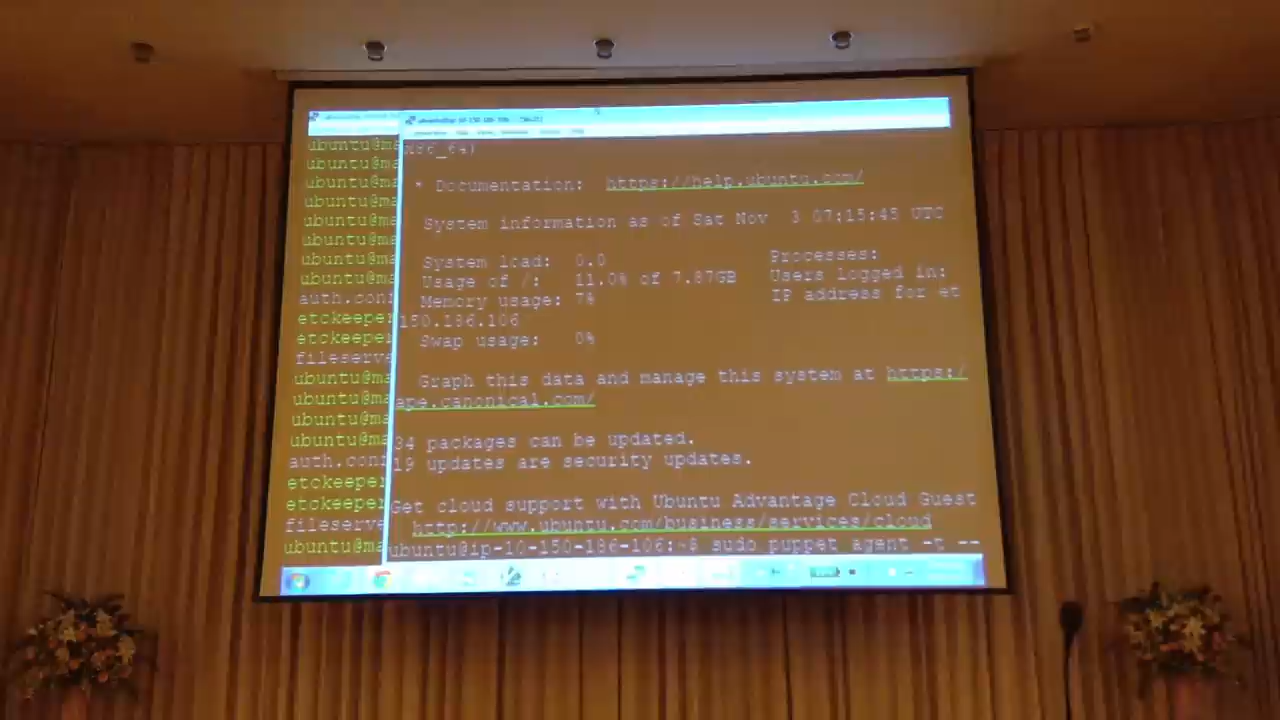 ubuntu@ma
ubuntu@ma
ubuntu@ma
ubuntu@ma
ubuntu@ma
ubuntu@ma
ubuntu@ma
ubuntu@ma
auth.con
etckeeper
etckeeper
fileserve
ubuntu@ma
ubuntu@ma
ubuntu@ma
ubuntu@ma
auth.con
etckeeper
etckeeper
fileserve
ubuntu@ma
x86_64)
* Documentation: https://help.ubuntu.com/
System information as of Sat Nov 3 07:15:45 UTC
System load: 0.0 Processes:
Usage of /: 11.0% of 7.87GB Users logged in:
Memory usage: 7% IP address for et
150.186.106
Swap usage: 0%
Graph this data and manage this system at https:/
ape.canonical.com/
34 packages can be updated.
19 updates are security updates.
Get cloud support with Ubuntu Advantage Cloud Guest
http://www.ubuntu.com/business/services/cloud
ubuntu@ip-10-150-186-106:~$ sudo puppet agent -t --